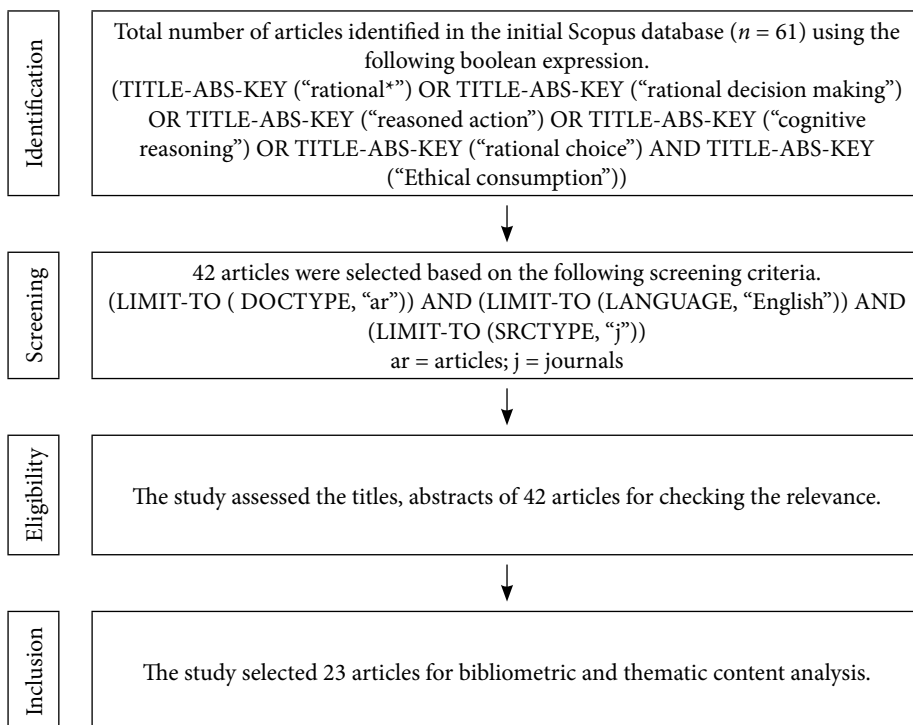 Identification
Total number of articles identified in the initial Scopus database (n = 61) using the
following boolean expression.
(TITLE-ABS-KEY (“rational*”) OR TITLE-ABS-KEY (“rational decision making”)
OR TITLE-ABS-KEY (“reasoned action”) OR TITLE-ABS-KEY (“cognitive
reasoning”) OR TITLE-ABS-KEY (“rational choice”) AND TITLE-ABS-KEY
(“Ethical consumption”))
Screening
42 articles were selected based on the following screening criteria.
(LIMIT-TO ( DOCTYPE, “ar”)) AND (LIMIT-TO (LANGUAGE, “English”)) AND
(LIMIT-TO (SRCTYPE, “j”))
ar = articles; j = journals
Eligibility
The study assessed the titles, abstracts of 42 articles for checking the relevance.
Inclusion
The study selected 23 articles for bibliometric and thematic content analysis.